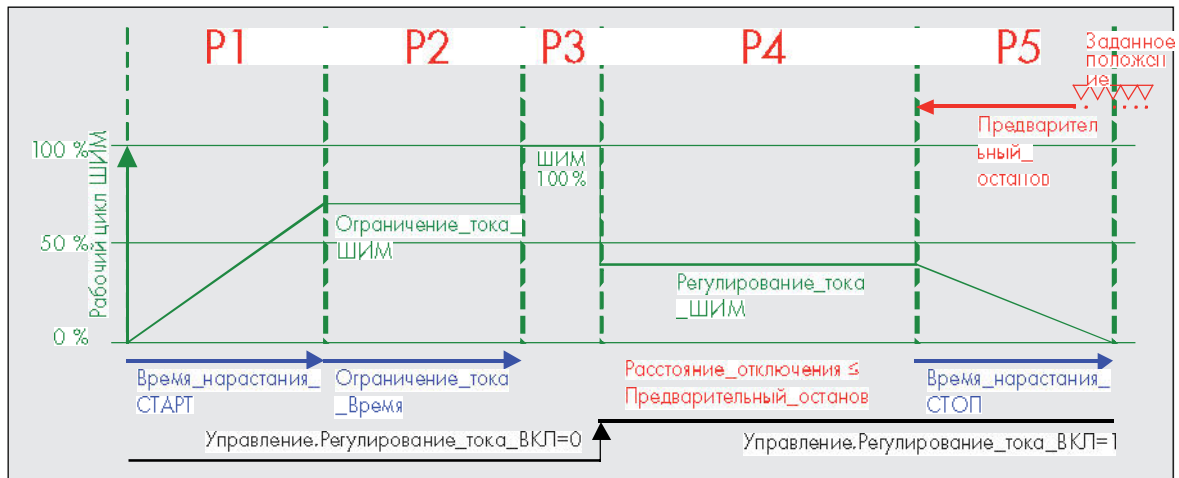 P1 P2 P3 P4 P5
Заданное
положен
ие
Предварител
ьный_
останов
100 %
50 %
0 %
Рабочий цикл ШИМ
ШИМ
100 %
Ограничение_тока_
ШИМ
Регулирование_тока
_ШИМ
Время_нарастания_
СТАРТ
Ограничение_тока
_Время
Расстояние_отключения ≤
Предварительный_останов
Время_нарастания_
СТОП
Управление.Регулирование_тока_ВКЛ=0
Управление.Регулирование_тока_ВКЛ=1